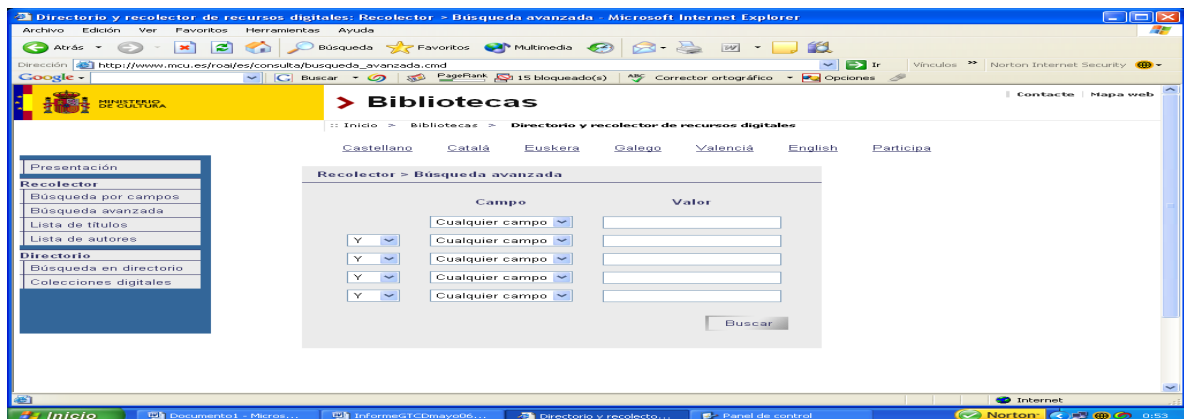 Directorio y recolector de recursos digitales: Recolector > Búsqueda avanzada - Microsoft Internet Explorer
Archivo Edición Ver Favoritos Herramientas Ayuda
Atrás Búsqueda Favoritos Multimedia
Dirección http://www.mcu.es/roai/es/consulta/busqueda_avanzada.cmd Ir Vínculos » Norton Internet Security
Google - G Buscar PageRank 15 bloqueado(s) ABC Corrector ortográfico Opciones
MINISTERIO DE CULTURA
> Bibliotecas
Contacte Mapa web
:: Inicio > Bibliotecas > Directorio y recolector de recursos digitales
Castellano Català Euskera Galego Valencià English Participa
Presentación
Recolector
Búsqueda por campos
Búsqueda avanzada
Lista de títulos
Lista de autores
Directorio
Búsqueda en directorio
Colecciones digitales
Recolector > Búsqueda avanzada
Campo Valor
Cualquier campo
Y Cualquier campo
Y Cualquier campo
Y Cualquier campo
Y Cualquier campo
Buscar
Internet
Inicio Documento1 - Micros... InformeGTCDmayo06... Directorio y recolecto... Panel de control Norton 0:53